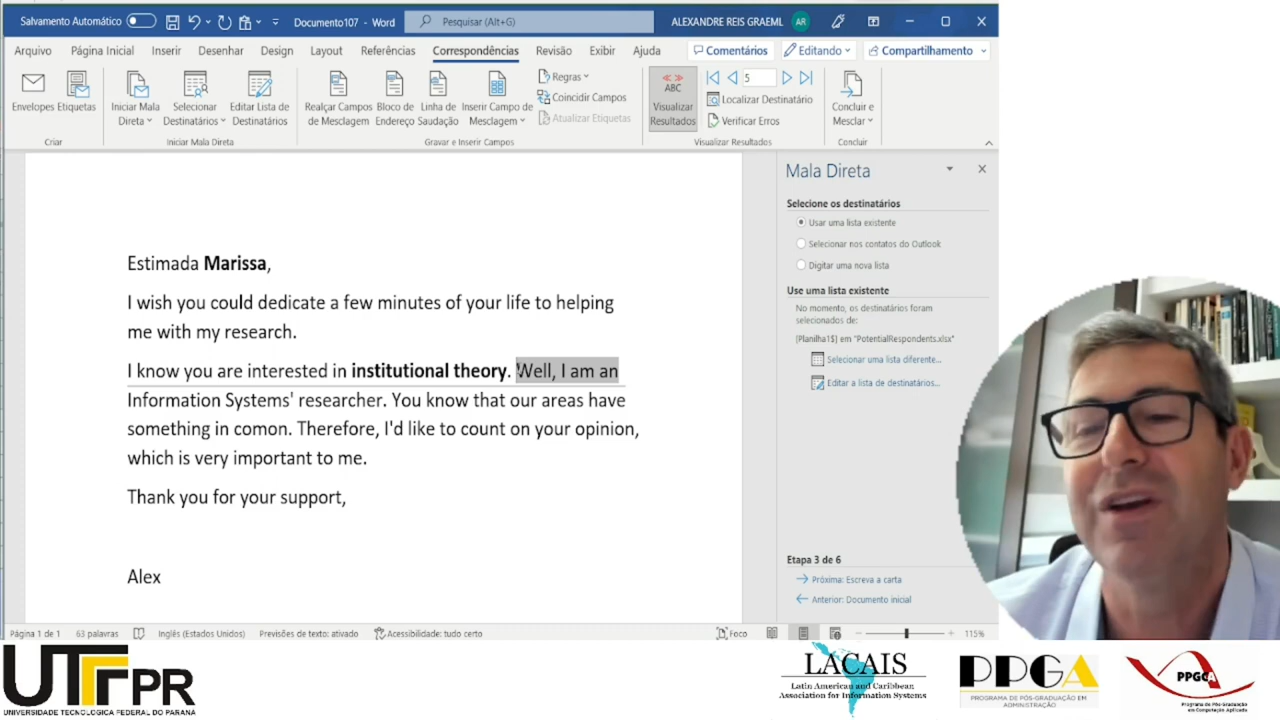 Salvamento Automático
Documento107 - Word
Pesquisar (Alt+G)
ALEXANDRE REIS GRAEML
AR
Arquivo Página Inicial Inserir Desenhar Design Layout Referências Correspondências Revisão Exibir Ajuda
Comentários
Editando
Compartilhamento
Envelopes Etiquetas
Criar
Iniciar Mala Direta
Selecionar Destinatários
Editar Lista de Destinatários
Iniciar Mala Direta
Realçar Campos de Mesclagem
Bloco de Endereço
Linha de Saudação
Inserir Campo de Mesclagem
Regras
Coincidir Campos
Atualizar Etiquetas
Gravar e Inserir Campos
ABC
Visualizar Resultados
5
Localizar Destinatário
Verificar Erros
Visualizar Resultados
Concluir e Mesclar
Concluir
Estimada Marissa,
I wish you could dedicate a few minutes of your life to helping
me with my research.
I know you are interested in institutional theory. Well, I am an
Information Systems' researcher. You know that our areas have
something in comon. Therefore, I'd like to count on your opinion,
which is very important to me.
Thank you for your support,
Alex
Mala Direta
Selecione os destinatários
Usar uma lista existente
Selecionar nos contatos do Outlook
Digitar uma nova lista
Use uma lista existente
No momento, os destinatários foram
selecionados de:
[Planilha1$] em "PotentialRespondents.xlsx"
Selecionar uma lista diferente...
Editar a lista de destinatários...
Etapa 3 de 6
Próxima: Escreva a carta
Anterior: Documento inicial
Página 1 de 1 63 palavras Inglês (Estados Unidos) Previsões de texto: ativado Acessibilidade: tudo certo Foco 115%
UTFPR
UNIVERSIDADE TECNOLÓGICA FEDERAL DO PARANÁ
LACAIS
Latin American and Caribbean
Association for Information Systems
PPGA
PROGRAMA DE PÓS-GRADUAÇÃO EM
ADMINISTRAÇÃO
PPGCA
Programa de Pós-Graduação
em Computação Aplicada